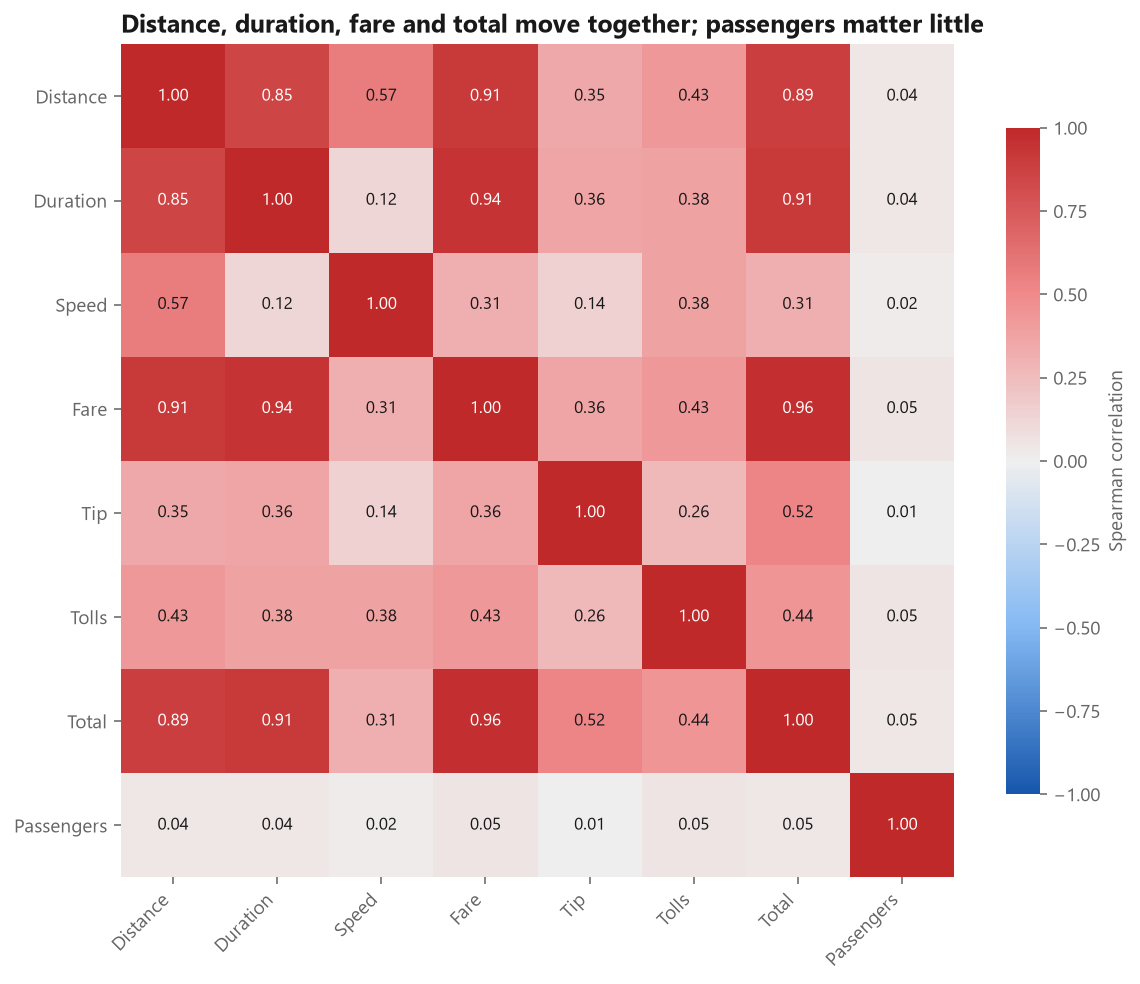 Distance, duration, fare and total move together; passengers matter little
Distance 1.00 0.85 0.57 0.91 0.35 0.43 0.89 0.04
Duration 0.85 1.00 0.12 0.94 0.36 0.38 0.91 0.04
Speed 0.57 0.12 1.00 0.31 0.14 0.38 0.31 0.02
Fare 0.91 0.94 0.31 1.00 0.36 0.43 0.96 0.05
Tip 0.35 0.36 0.14 0.36 1.00 0.26 0.52 0.01
Tolls 0.43 0.38 0.38 0.43 0.26 1.00 0.44 0.05
Total 0.89 0.91 0.31 0.96 0.52 0.44 1.00 0.05
Passengers 0.04 0.04 0.02 0.05 0.01 0.05 0.05 1.00
Distance Duration Speed Fare Tip Tolls Total Passengers
1.00
0.75
0.50
0.25
0.00
−0.25
−0.50
−0.75
−1.00
Spearman correlation